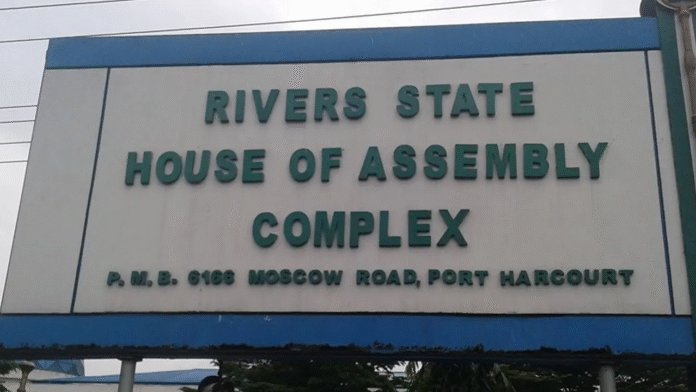 RIVERS STATE
HOUSE OF ASSEMBLY
COMPLEX
P. M. B. 6166 MOSCOW ROAD, PORT HARCOURT